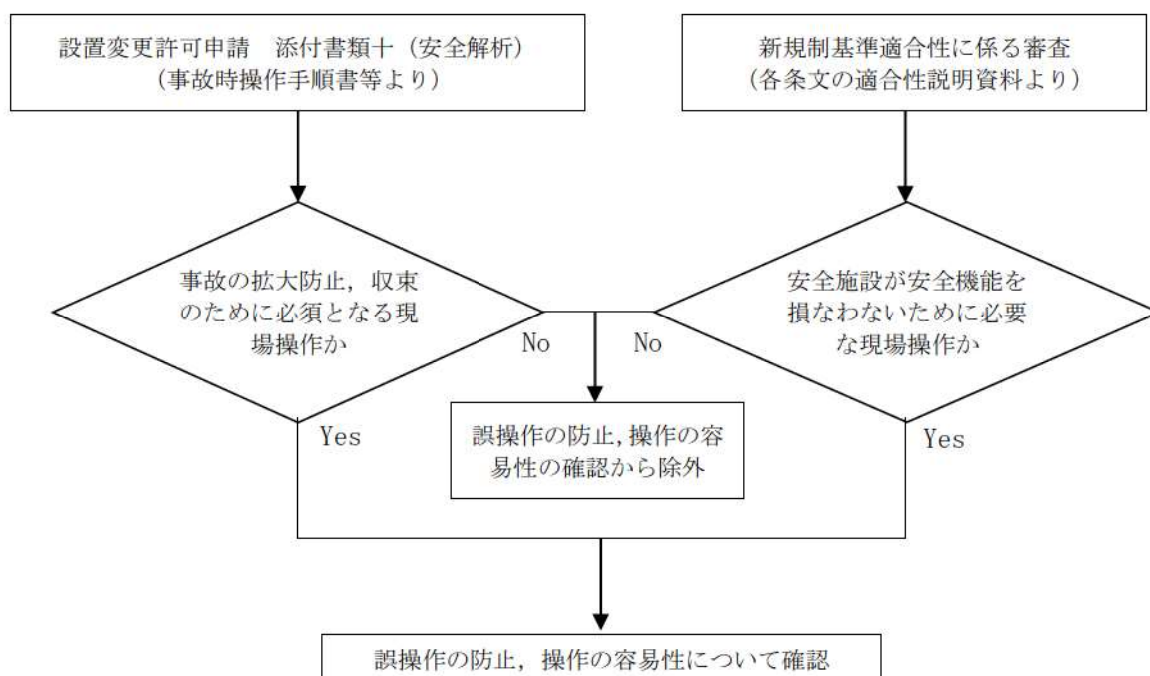 設置変更許可申請　添付書類十（安全解析）
（事故時操作手順書等より）
新規制基準適合性に係る審査
（各条文の適合性説明資料より）
事故の拡大防止，収束
のために必須となる現
場操作か
安全施設が安全機能を
損なわないために必要
な現場操作か
No
No
Yes
誤操作の防止,操作の容
易性の確認から除外
Yes
誤操作の防止，操作の容易性について確認